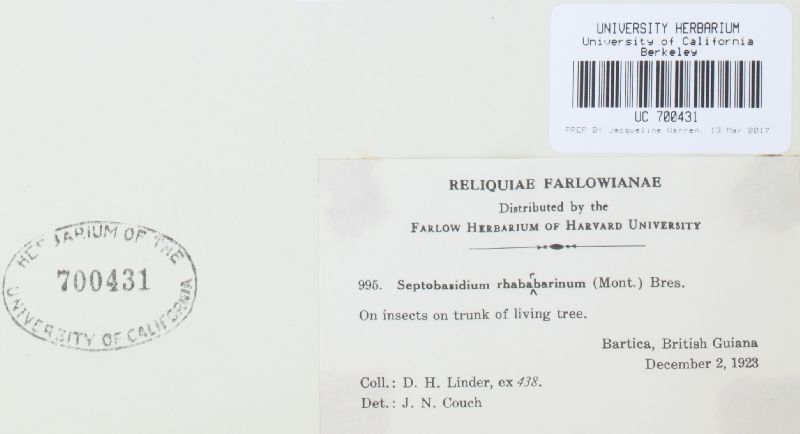 UNIVERSITY HERBARIUM
University of California
Berkeley
UC 700431
PREP BY Jacqueline Warren, 13 Mar 2017
HERBARIUM OF THE
700431
UNIVERSITY OF CALIFORNIA
RELIQUIAE FARLOWIANAE
Distributed by the
FARLOW HERBARIUM OF HARVARD UNIVERSITY
995. Septobasidium rhabarbarinum (Mont.) Bres.
On insects on trunk of living tree.
Bartica, British Guiana
December 2, 1923
Coll.: D. H. Linder, ex 438.
Det.: J. N. Couch